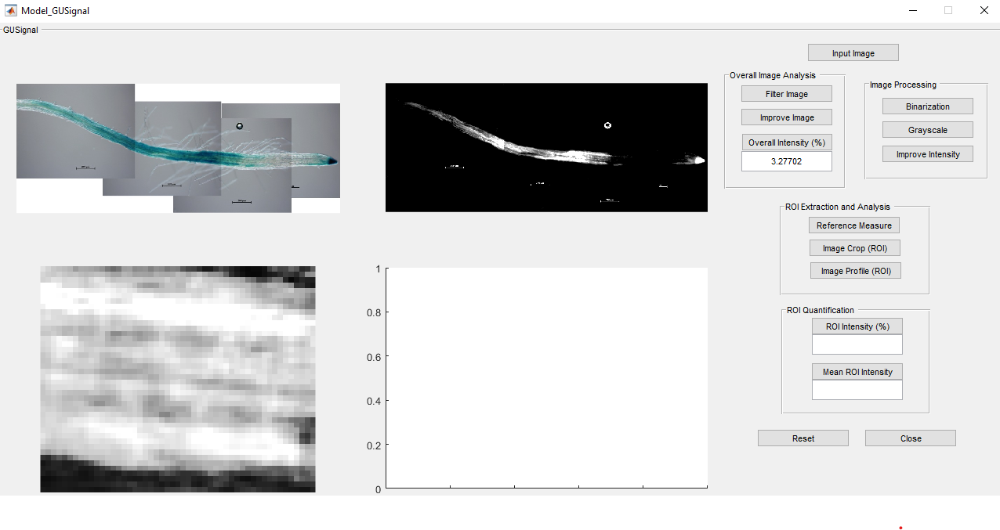 Model_GUSignal
GUSignal
Input Image
Overall Image Analysis
Filter Image
Improve Image
Overall Intensity (%)
3.27702
Image Processing
Binarization
Grayscale
Improve Intensity
ROI Extraction and Analysis
Reference Measure
Image Crop (ROI)
Image Profile (ROI)
1
0.8
0.6
0.4
0.2
0
ROI Quantification
ROI Intensity (%)
Mean ROI Intensity
Reset
Close